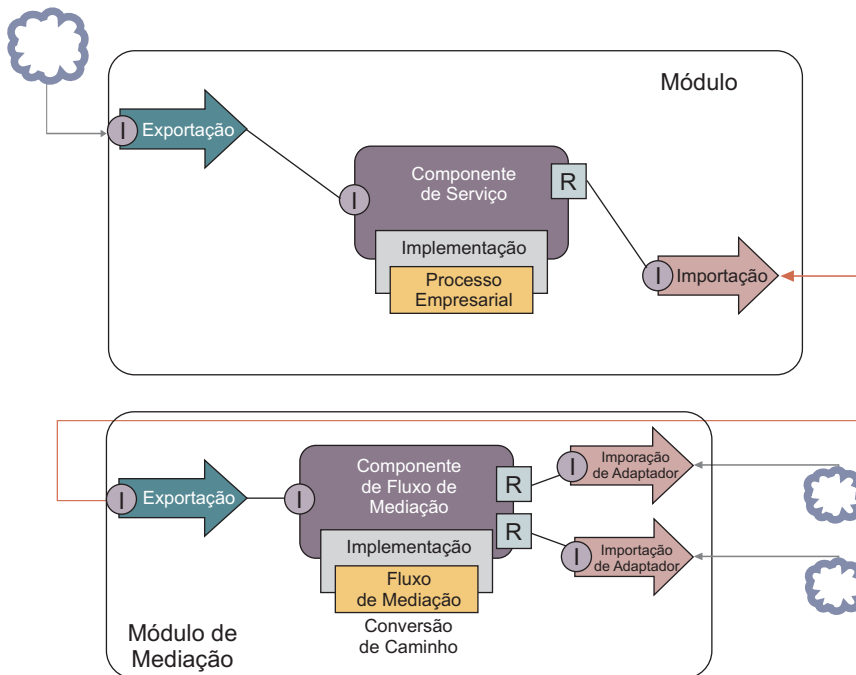 Módulo
I
Exportação
Componente
de Serviço
R
I
Implementação
Processo
Empresarial
I
Importação
I
Exportação
I
Componente
de Fluxo de
Mediação
R
R
I
Imporação
de Adaptador
I
Importação
de Adaptador
Implementação
Fluxo
de Mediação
Conversão
de Caminho
Módulo de
Mediação